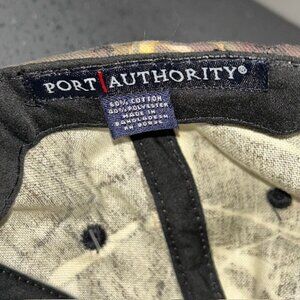 PORT AUTHORITY®
60% COTTON
40% POLYESTER
MADE IN
BANGLADESH